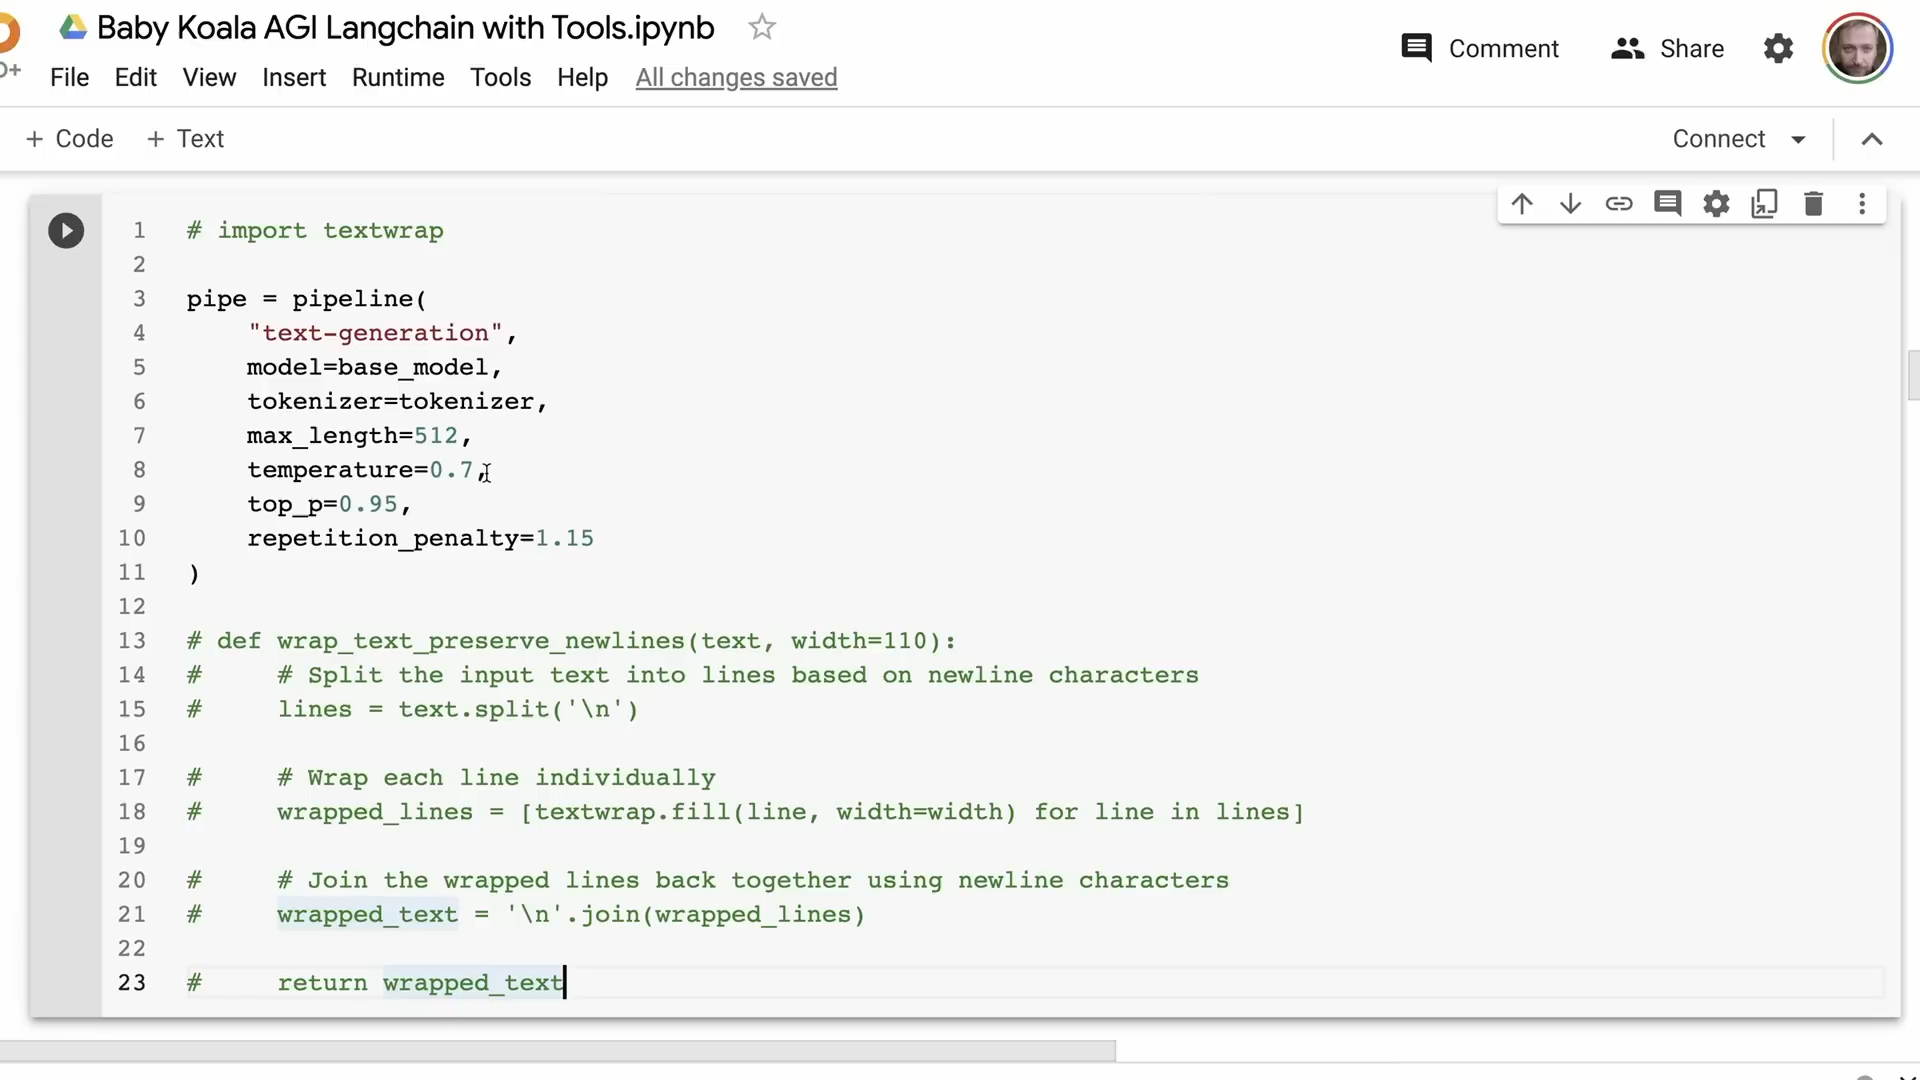 Baby Koala AGI Langchain with Tools.ipynb
Comment
Share
File Edit View Insert Runtime Tools Help All changes saved
+ Code + Text
Connect
1 # import textwrap
2
3 pipe = pipeline(
4     "text-generation",
5     model=base_model,
6     tokenizer=tokenizer,
7     max_length=512,
8     temperature=0.7,
9     top_p=0.95,
10     repetition_penalty=1.15
11 )
12
13 # def wrap_text_preserve_newlines(text, width=110):
14 #     # Split the input text into lines based on newline characters
15 #     lines = text.split('\n')
16
17 #     # Wrap each line individually
18 #     wrapped_lines = [textwrap.fill(line, width=width) for line in lines]
19
20 #     # Join the wrapped lines back together using newline characters
21 #     wrapped_text = '\n'.join(wrapped_lines)
22
23 #     return wrapped_text